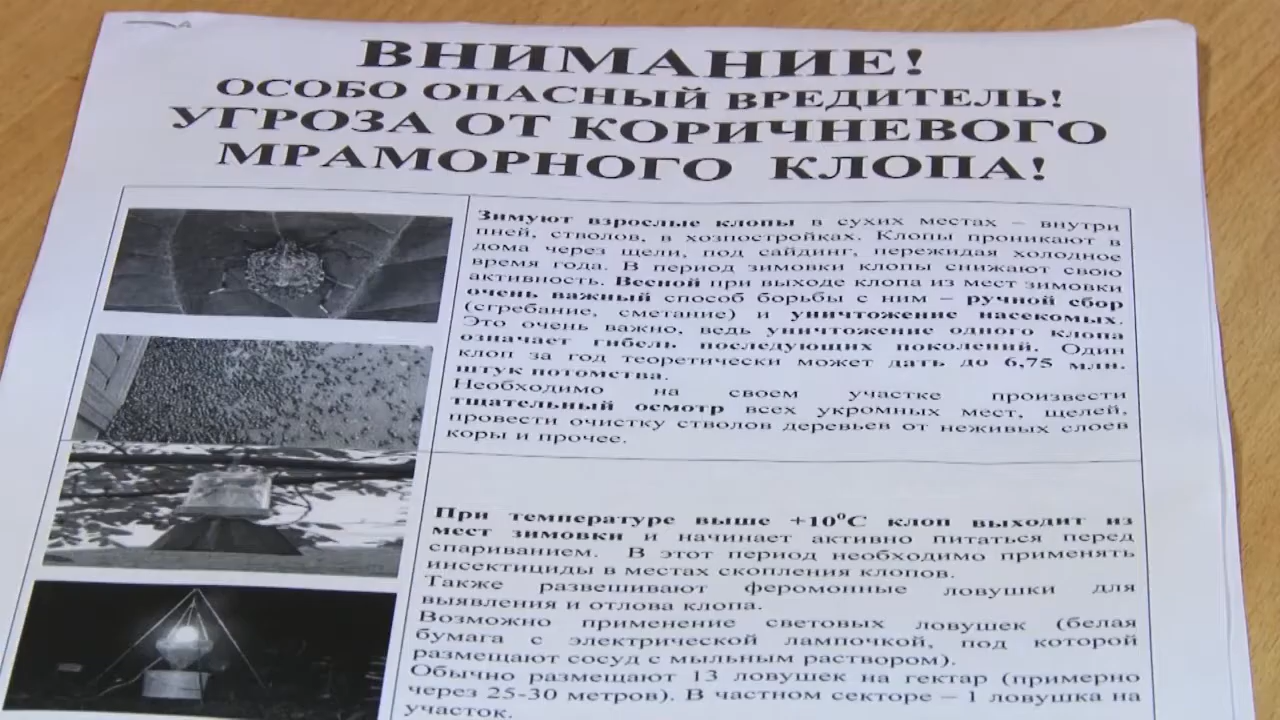 ВНИМАНИЕ!
ОСОБО ОПАСНЫЙ ВРЕДИТЕЛЬ!
УГРОЗА ОТ КОРИЧНЕВОГО
МРАМОРНОГО КЛОПА!
Зимуют взрослые клопы в сухих местах – внутри
пней, стволов, в хозпостройках. Клопы проникают в
дома через щели, под сайдинг, пережидая холодное
время года. В период зимовки клопы снижают свою
активность. Весной при выходе клопа из мест зимовки
очень важный способ борьбы с ним – ручной сбор
(сгребание, сметание) и уничтожение насекомых.
Это очень важно, ведь уничтожение одного клопа
означает гибель последующих поколений. Один
клоп за год теоретически может дать до 6,75 млн.
штук потомства.
Необходимо на своем участке произвести
тщательный осмотр всех укромных мест, щелей,
провести очистку стволов деревьев от неживых слоев
коры и прочее.
При температуре выше +10⁰С клоп выходит из
мест зимовки и начинает активно питаться перед
спариванием. В этот период необходимо применять
инсектициды в местах скопления клопов.
Также развешивают феромонные ловушки для
выявления и отлова клопа.
Возможно применение световых ловушек (белая
бумага с электрической лампочкой, под которой
размещают сосуд с мыльным раствором).
Обычно размещают 13 ловушек на гектар (примерно
через 25-30 метров). В частном секторе – 1 ловушка на
участок.